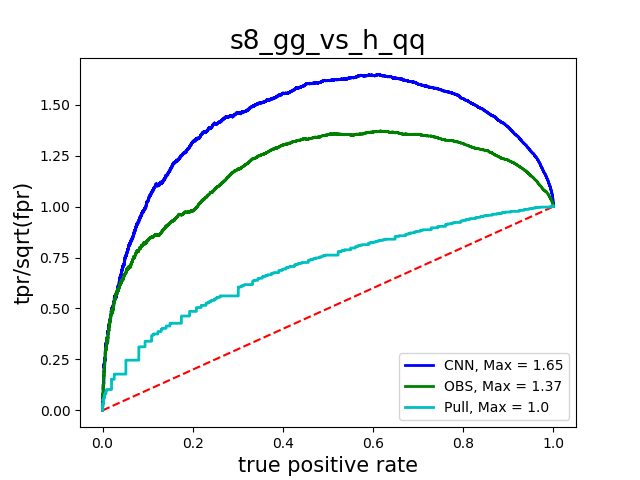 s8_gg_vs_h_qq
tpr/sqrt(fpr)
1.50
1.25
1.00
0.75
0.50
0.25
0.00
CNN, Max = 1.65
OBS, Max = 1.37
Pull, Max = 1.0
0.0 0.2 0.4 0.6 0.8 1.0
true positive rate